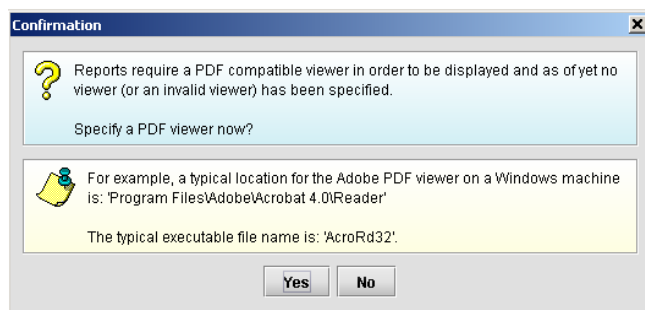 Confirmation
Reports require a PDF compatible viewer in order to be displayed and as of yet no
viewer (or an invalid viewer) has been specified.
Specify a PDF viewer now?
For example, a typical location for the Adobe PDF viewer on a Windows machine
is: 'Program Files\Adobe\Acrobat 4.0\Reader'
The typical executable file name is: 'AcroRd32'.
Yes No